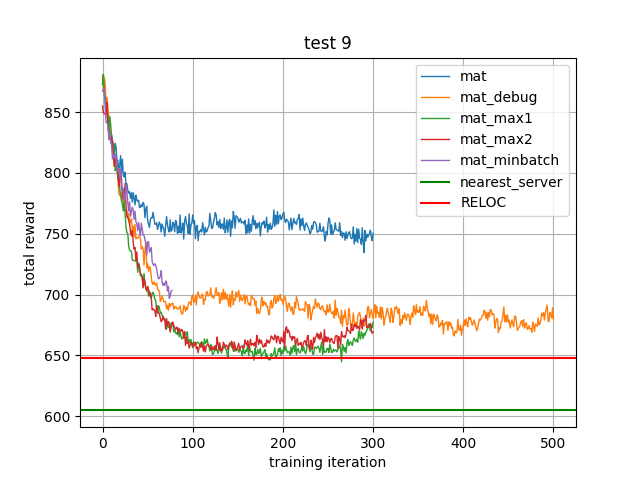 test 9
total reward
850
800
750
700
650
600
mat
mat_debug
mat_max1
mat_max2
mat_minbatch
nearest_server
RELOC
0 100 200 300 400 500
training iteration